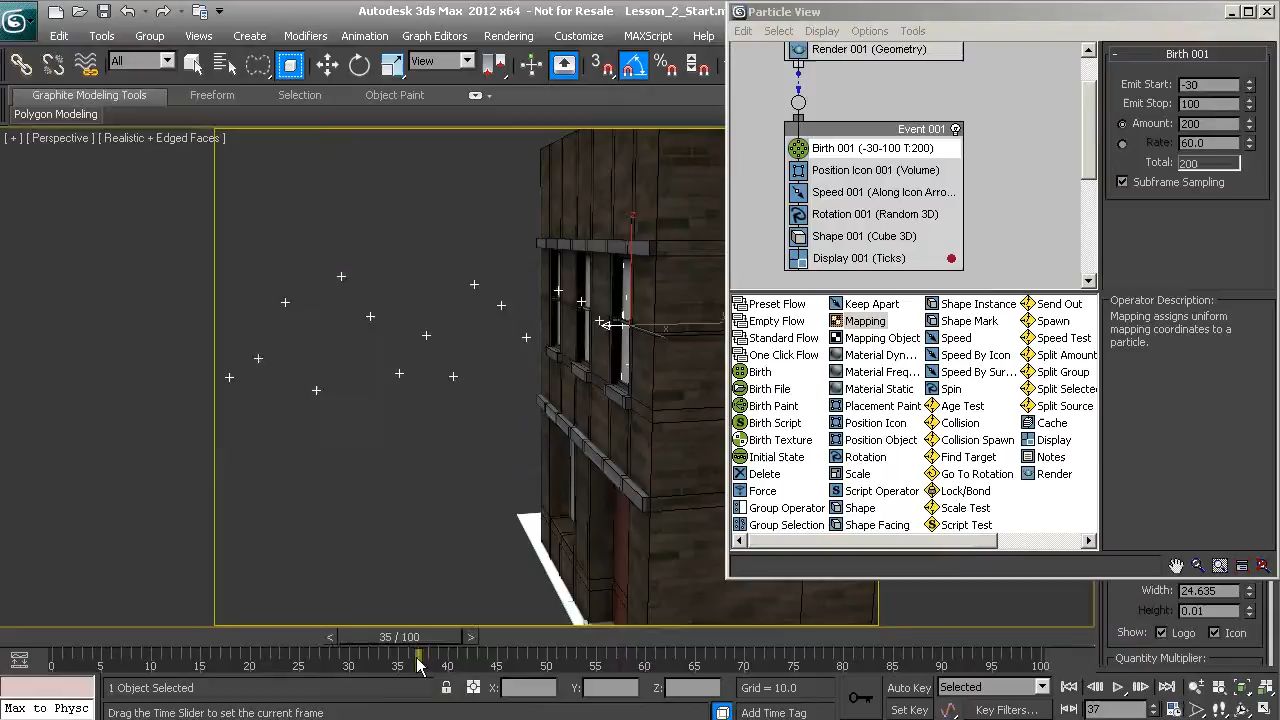 Autodesk 3ds Max 2012 x64 - Not for Resale Lesson_2_Start.m
Particle View
Edit Tools Group Views Create Modifiers Animation Graph Editors Rendering Customize MAXScript
Edit Select Display Options Tools
All
View
3
Graphite Modeling Tools Freeform Selection Object Paint
Polygon Modeling
[ + ] [ Perspective ] [ Realistic + Edged Faces ]
z
x
Render 001 (Geometry)
Event 001
Birth 001 (-30-100 T:200)
Position Icon 001 (Volume)
Speed 001 (Along Icon Arro...
Rotation 001 (Random 3D)
Shape 001 (Cube 3D)
Display 001 (Ticks)
Birth 001
Emit Start: -30
Emit Stop: 100
Amount: 200
Rate: 60.0
Total: 200
Subframe Sampling
Preset Flow Keep Apart Shape Instance Send Out
Empty Flow Mapping Shape Mark Spawn
Standard Flow Mapping Object Speed Speed Test
One Click Flow Material Dyn... Speed By Icon Split Amount
Birth Material Freq... Speed By Sur... Split Group
Birth File Material Static Spin Split Selected
Birth Paint Placement Paint Age Test Split Source
Birth Script Position Icon Collision Cache
Birth Texture Position Object Collision Spawn Display
Initial State Rotation Find Target Notes
Delete Scale Go To Rotation Render
Force Script Operator Lock/Bond
Group Operator Shape Scale Test
Group Selection Shape Facing Script Test
Operator Description:
Mapping assigns uniform
mapping coordinates to a
particle.
Width: 24.635
Height: 0.01
Show: Logo Icon
Quantity Multiplier:
< 35 / 100 >
0 5 10 15 20 25 30 35 40 45 50 55 60 65 70 75 80 85 90 95 100
1 Object Selected X: Y: Z: Grid = 10.0 Auto Key Selected
Max to Physc Drag the Time Slider to set the current frame Add Time Tag Set Key Key Filters... 37